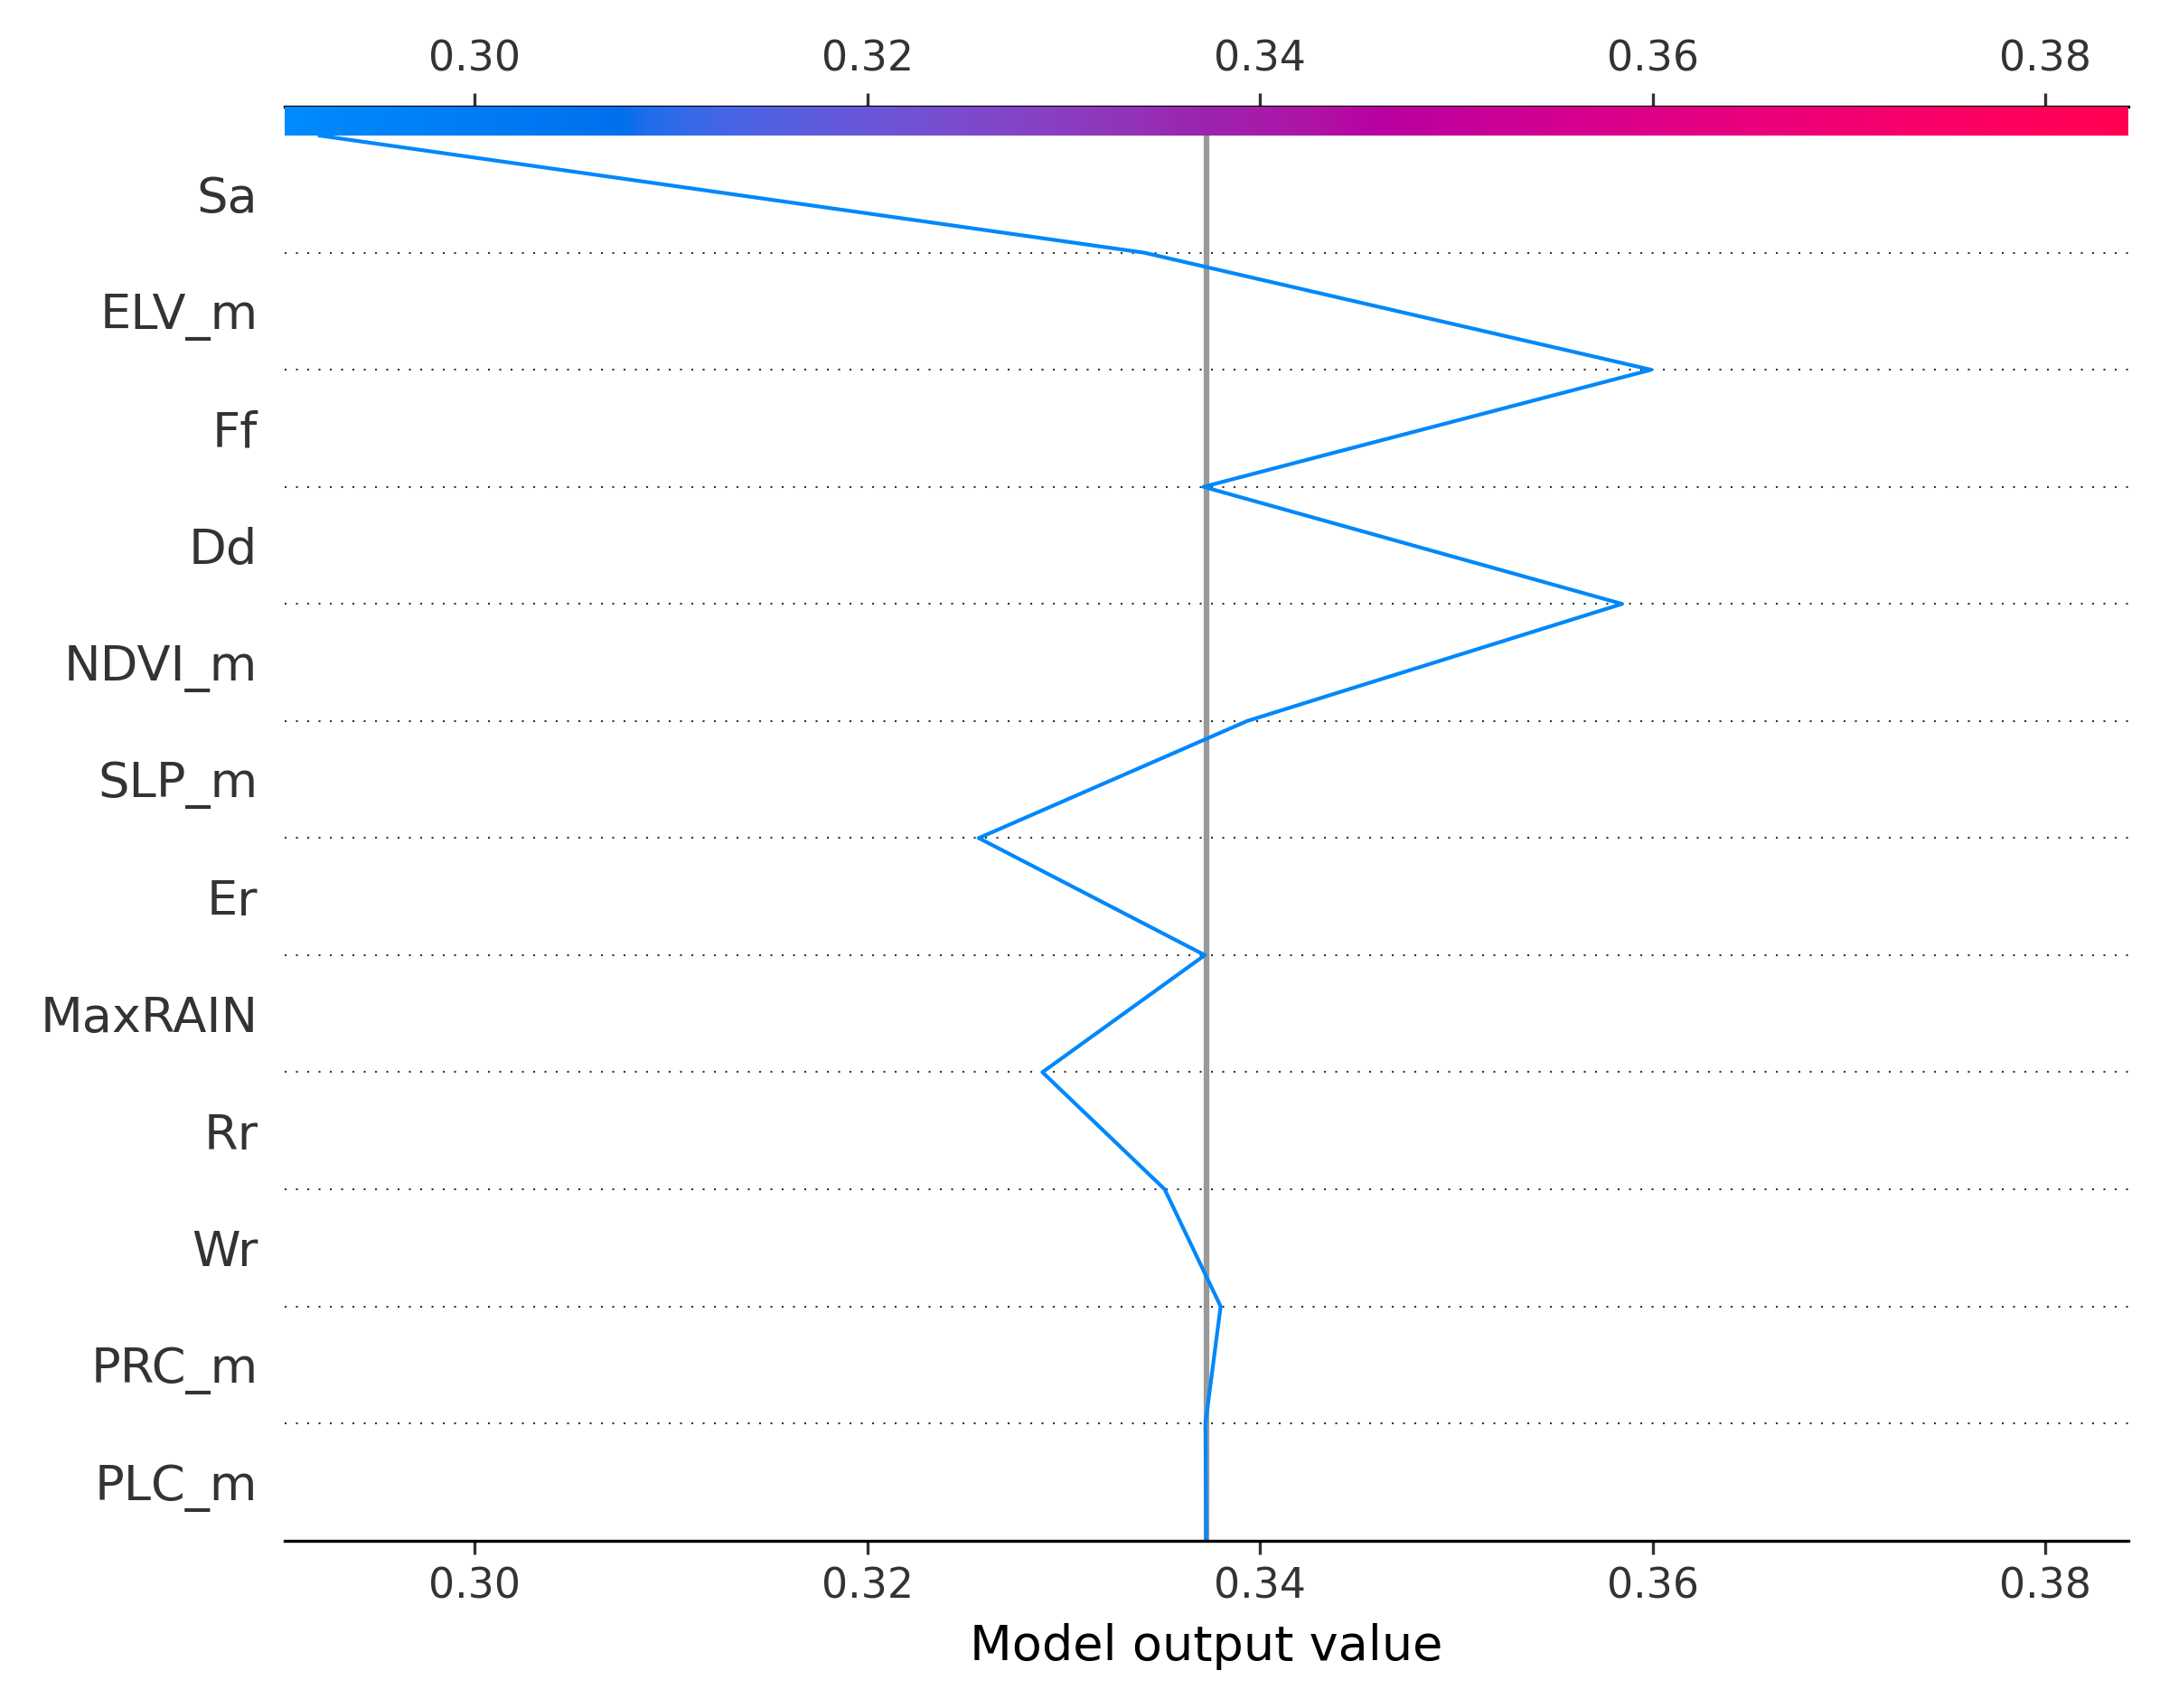 0.30 0.32 0.34 0.36 0.38
Sa
ELV_m
Ff
Dd
NDVI_m
SLP_m
Er
MaxRAIN
Rr
Wr
PRC_m
PLC_m
0.30 0.32 0.34 0.36 0.38
Model output value